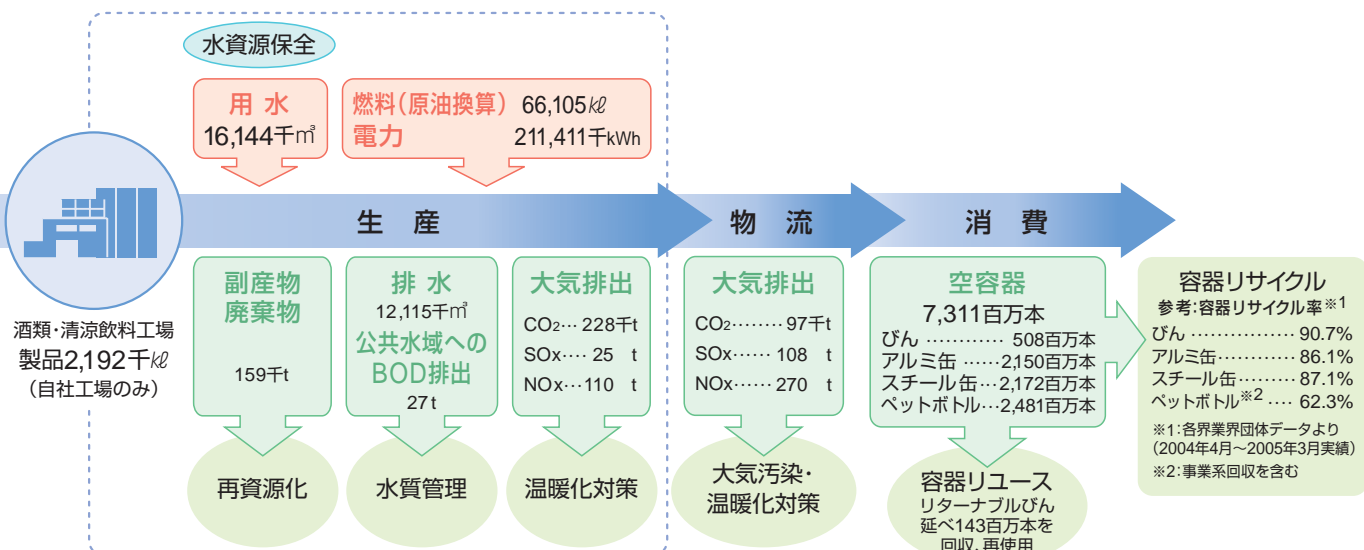 水資源保全
用 水
16,144千㎥
燃料(原油換算) 66,105㎘
電力 211,411千kWh
酒類・清涼飲料工場
製品2,192千㎘
(自社工場のみ)
生 産
物 流
消 費
副産物
廃棄物
159千t
再資源化
排 水
12,115千㎥
公共水域への
BOD排出
27t
水質管理
大気排出
CO2… 228千t
SOx…. 25 t
NOx…110 t
温暖化対策
大気排出
CO2........ 97千t
SOx…… 108 t
NOx…… 270 t
大気汚染・
温暖化対策
空容器
7,311百万本
びん ………… 508百万本
アルミ缶 ……2,150百万本
スチール缶…2,172百万本
ペットボトル…2,481百万本
容器リユース
リターナブルびん
延べ143百万本を
回収、再使用
容器リサイクル
参考:容器リサイクル率※1
びん …………… 90.7%
アルミ缶………… 86.1%
スチール缶……… 87.1%
ペットボトル※2 …. 62.3%
※1:各界業界団体データより
(2004年4月〜2005年3月実績)
※2:事業系回収を含む